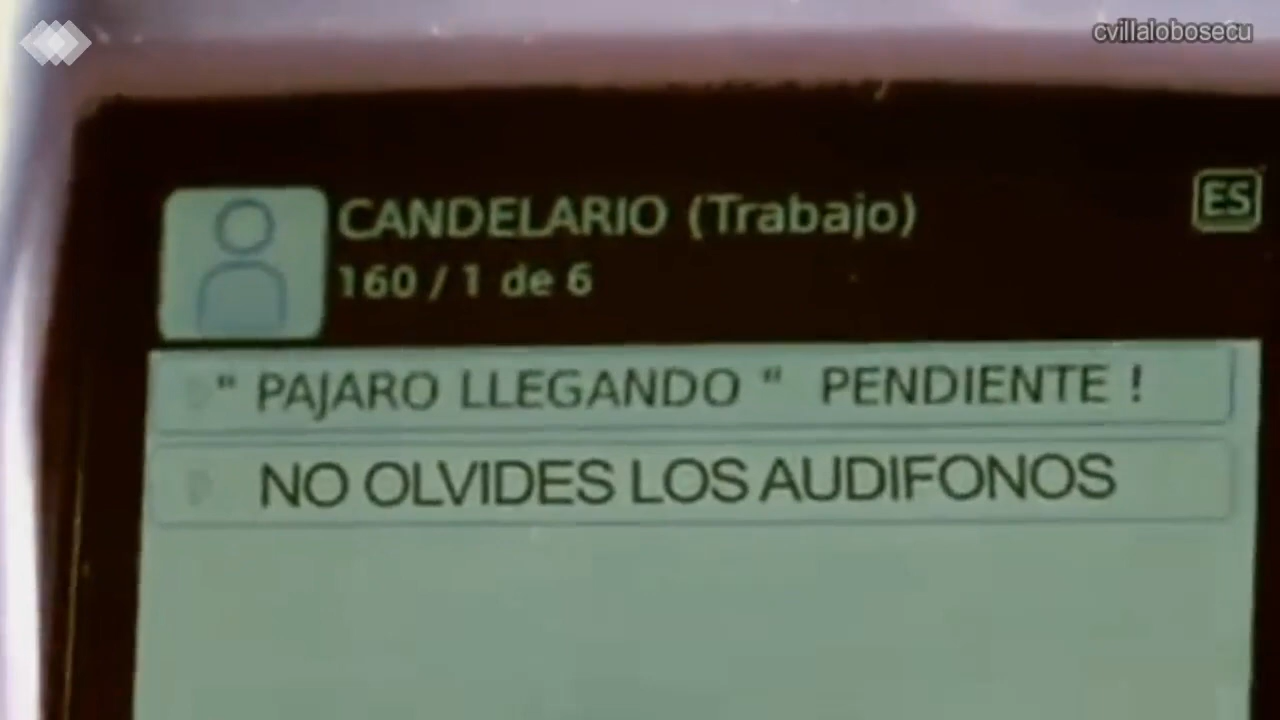 cvillalobosecu
CANDELARIO (Trabajo)
ES
160 / 1 de 6
" PAJARO LLEGANDO " PENDIENTE !
NO OLVIDES LOS AUDIFONOS